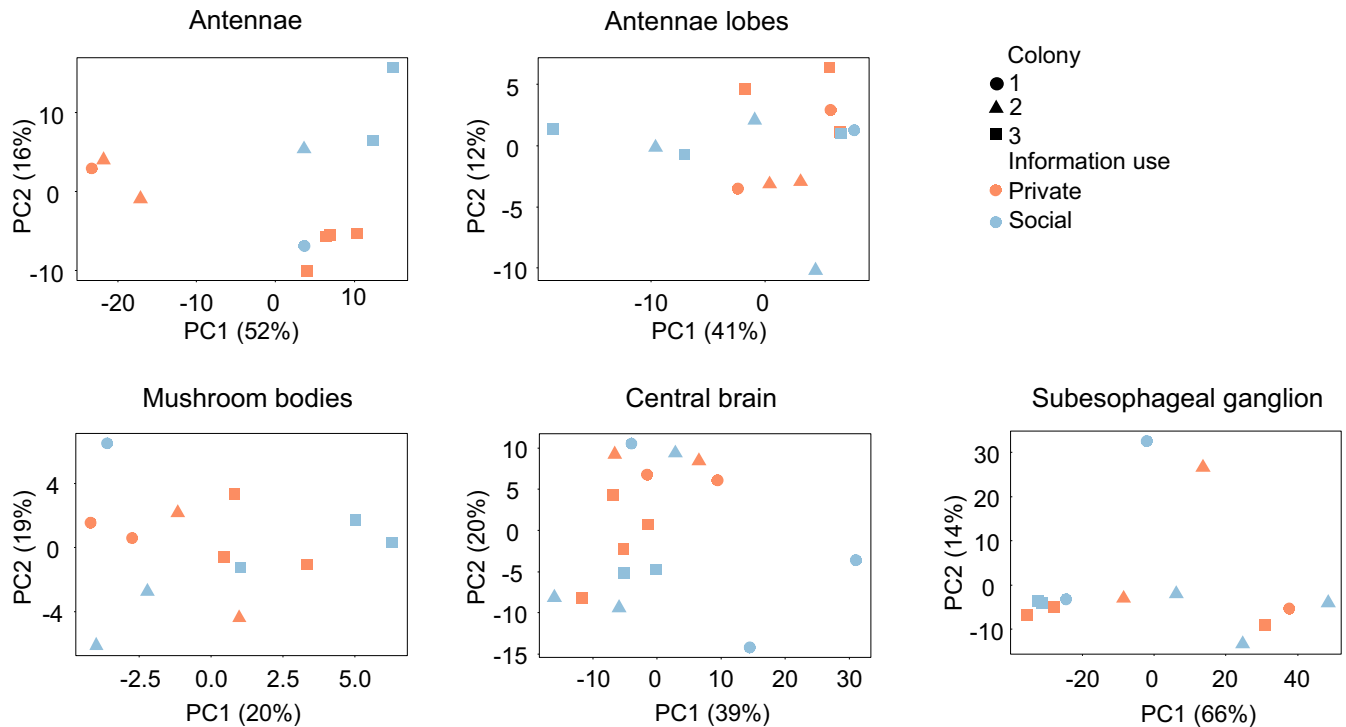 Antennae
10
0
-10
PC2 (16%)
-20
-10
0
10
PC1 (52%)
Antennae lobes
5
0
-5
-10
PC2 (12%)
-10
0
PC1 (41%)
Colony
1
2
3
Information use
Private
Social
Mushroom bodies
4
0
-4
PC2 (19%)
-2.5
0.0
2.5
5.0
PC1 (20%)
Central brain
10
5
0
-5
-10
-15
PC2 (20%)
-10
0
10
20
30
PC1 (39%)
Subesophageal ganglion
30
20
10
0
-10
PC2 (14%)
-20
0
20
40
PC1 (66%)